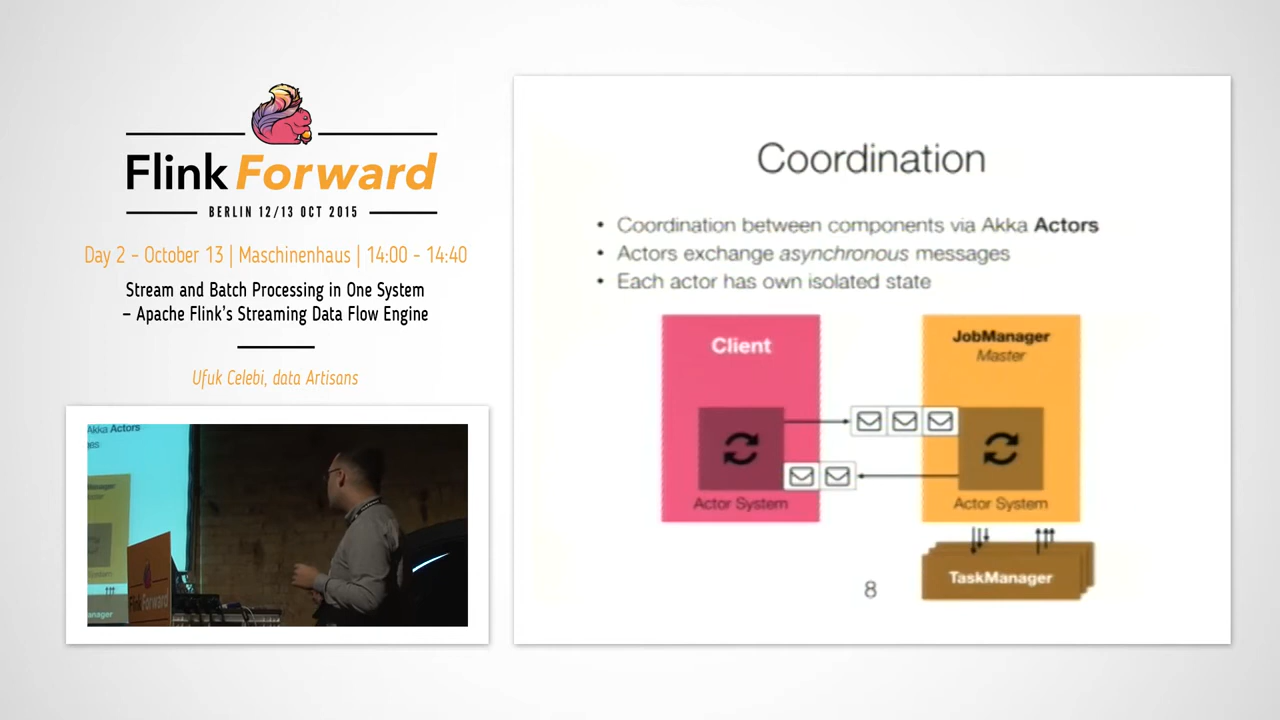 Flink Forward
BERLIN 12/13 OCT 2015
Day 2 - October 13 | Maschinenhaus | 14:00 - 14:40
Stream and Batch Processing in One System
– Apache Flink's Streaming Data Flow Engine
Ufuk Celebi, data Artisans
Akka Actors
Forward
Coordination
• Coordination between components via Akka Actors
• Actors exchange asynchronous messages
• Each actor has own isolated state
Client
JobManager
Master
Actor System
Actor System
TaskManager
8